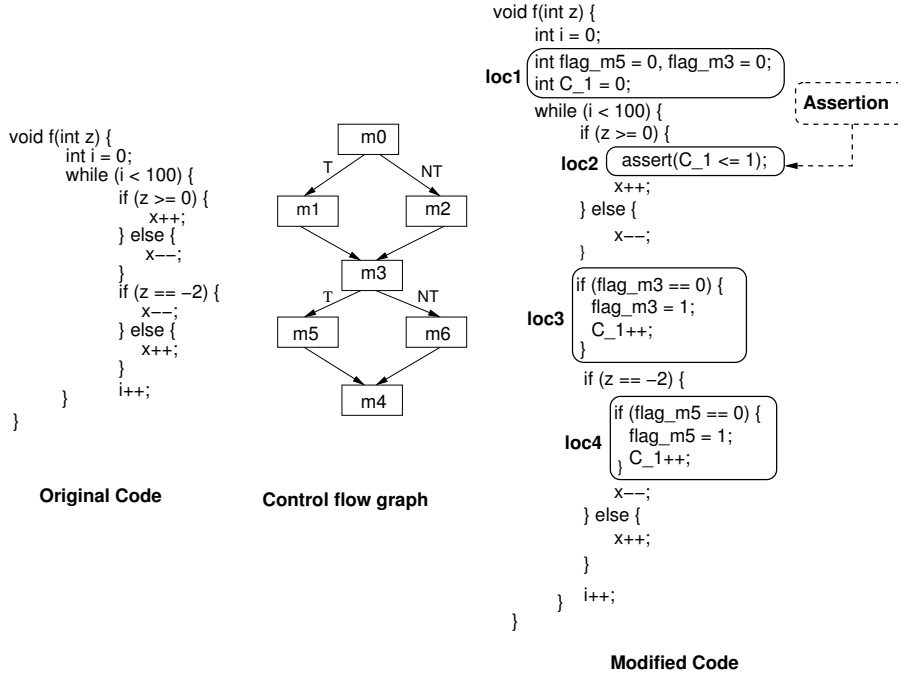 void f(int z) {
int i = 0;
while (i < 100) {
if (z >= 0) {
x++;
} else {
x−−;
}
if (z == −2) {
x−−;
} else {
x++;
}
i++;
}
}
Original Code
m0
T
NT
m1
m2
m3
T
NT
m5
m6
m4
Control flow graph
void f(int z) {
int i = 0;
loc1
int flag_m5 = 0, flag_m3 = 0;
int C_1 = 0;
while (i < 100) {
if (z >= 0) {
loc2
assert(C_1 <= 1);
Assertion
x++;
} else {
x−−;
}
loc3
if (flag_m3 == 0) {
flag_m3 = 1;
C_1++;
}
if (z == −2) {
loc4
if (flag_m5 == 0) {
flag_m5 = 1;
C_1++;
}
x−−;
} else {
x++;
}
i++;
}
}
Modified Code